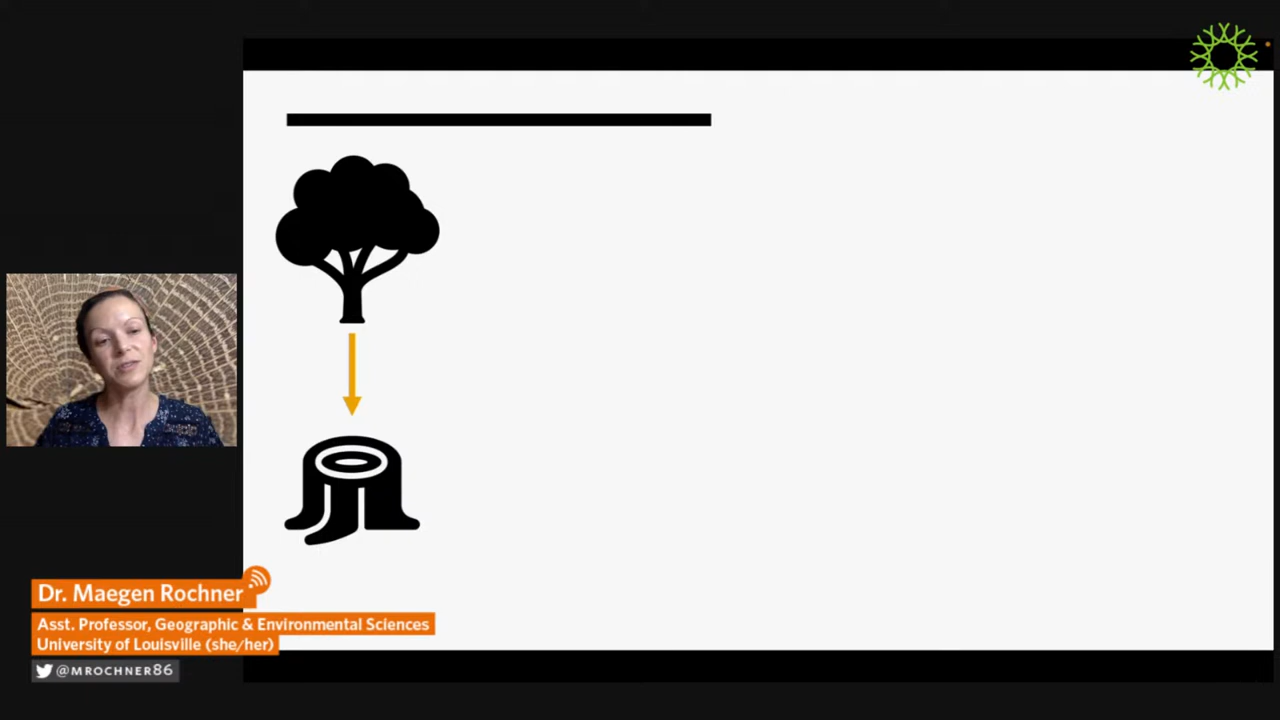 Dr. Maegen Rochner
Asst. Professor, Geographic & Environmental Sciences
University of Louisville (she/her)
@MROCHNER86